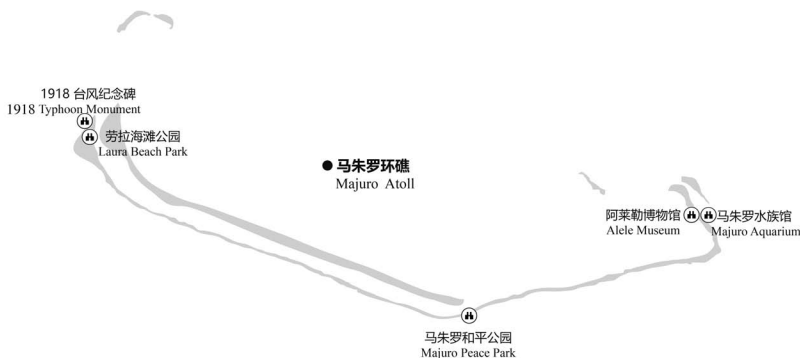 1918 台风纪念碑
1918 Typhoon Monument
劳拉海滩公园
Laura Beach Park
马朱罗环礁
Majuro Atoll
阿莱勒博物馆
Alele Museum
马朱罗水族馆
Majuro Aquarium
马朱罗和平公园
Majuro Peace Park